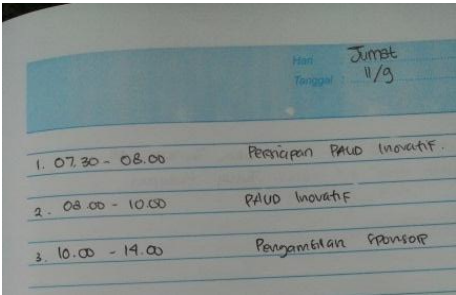 Hari Jumat
Tanggal : 11/9
1. 07.30 - 08.00 Persiapan PAUD Inovatif.
2. 08.00 - 10.00 PAUD Inovatif
3. 10.00 - 14.00 Pengambilan Sponsor